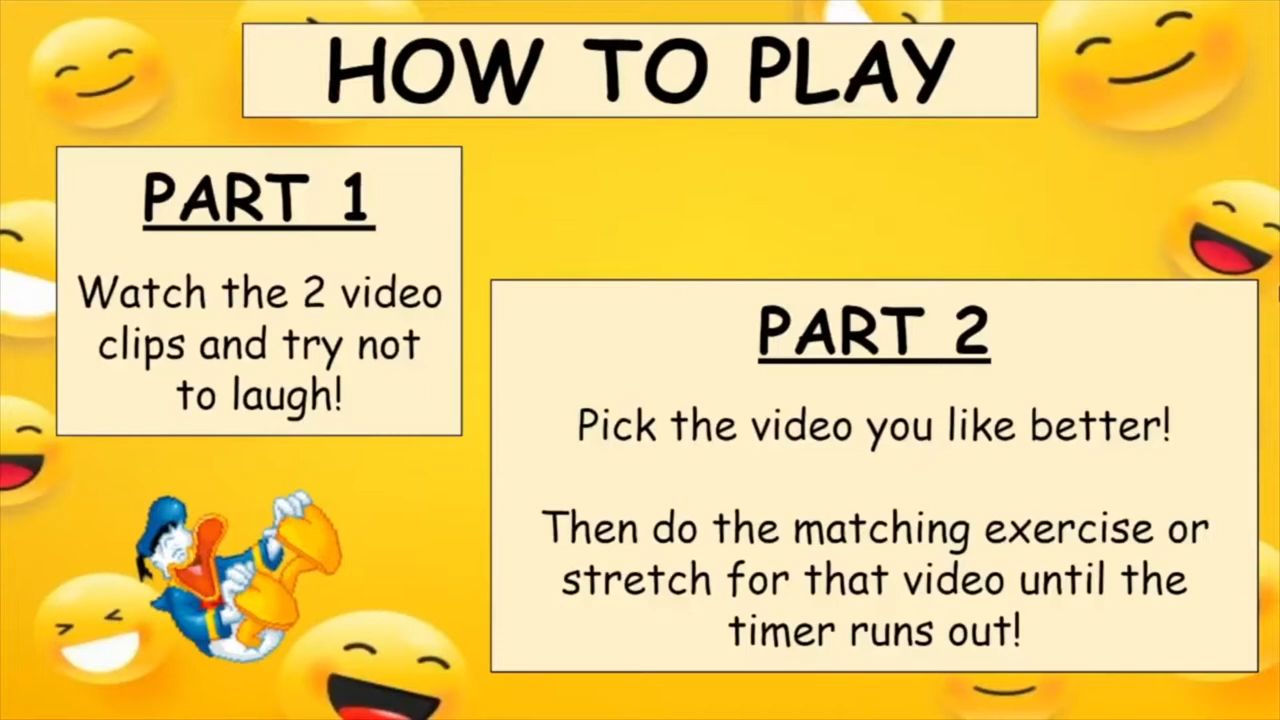 HOW TO PLAY
PART 1
Watch the 2 video
clips and try not
to laugh!
PART 2
Pick the video you like better!
Then do the matching exercise or
stretch for that video until the
timer runs out!